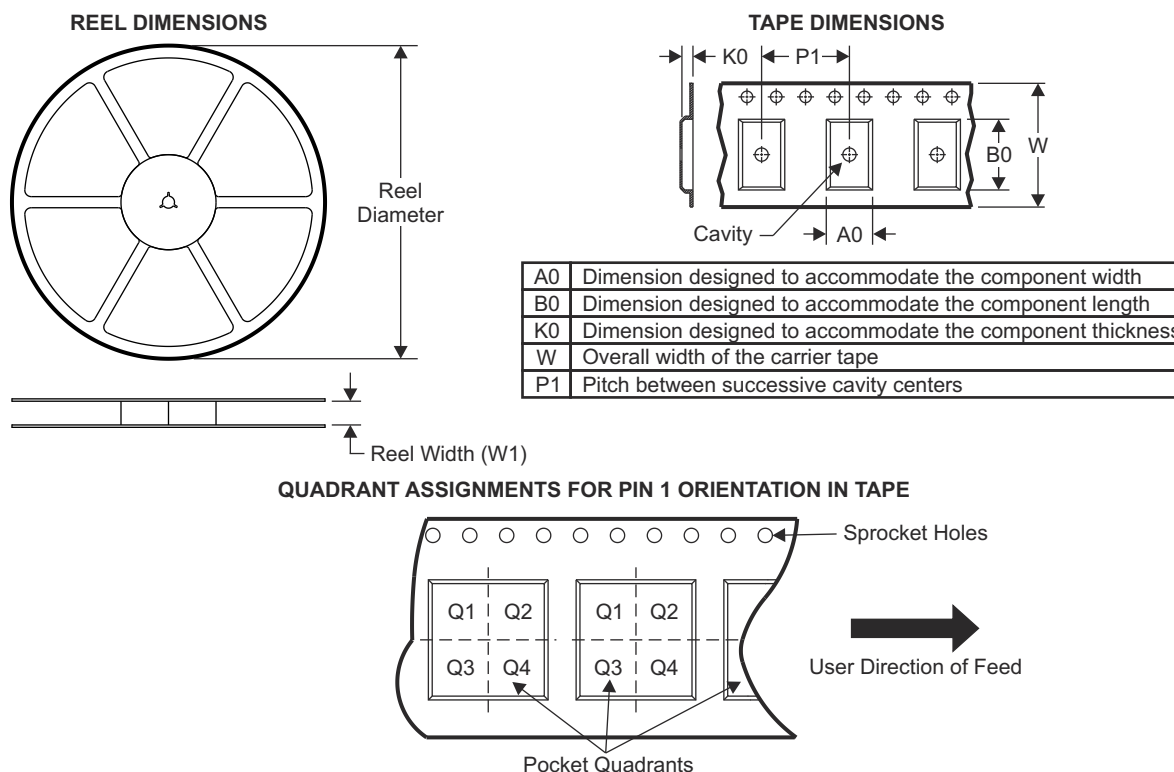 REEL DIMENSIONS
TAPE DIMENSIONS
K0
P1
B0
W
Reel
Diameter
Cavity
A0
A0 Dimension designed to accommodate the component width
B0 Dimension designed to accommodate the component length
K0 Dimension designed to accommodate the component thickness
W Overall width of the carrier tape
P1 Pitch between successive cavity centers
Reel Width (W1)
QUADRANT ASSIGNMENTS FOR PIN 1 ORIENTATION IN TAPE
Sprocket Holes
Q1 Q2 Q1 Q2
Q3 Q4 Q3 Q4
User Direction of Feed
Pocket Quadrants